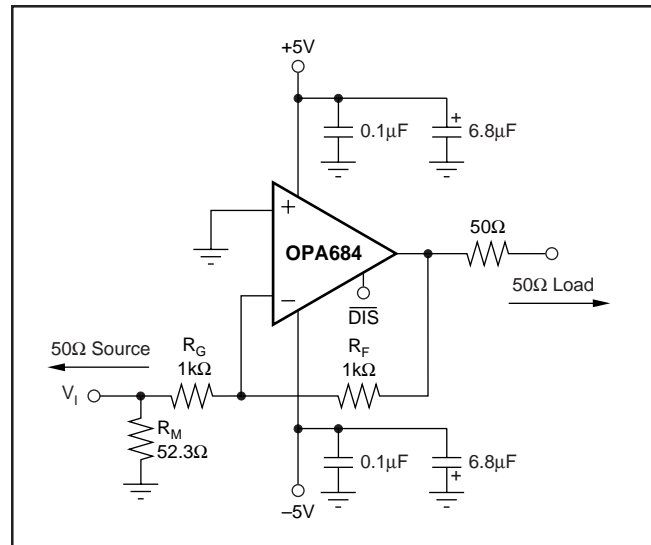 +5V
+
0.1μF
6.8μF
+
OPA684
–
50Ω
DIS
50Ω Load
50Ω Source
R_G
1kΩ
R_F
1kΩ
V_I
R_M
52.3Ω
0.1μF
6.8μF
+
–5V